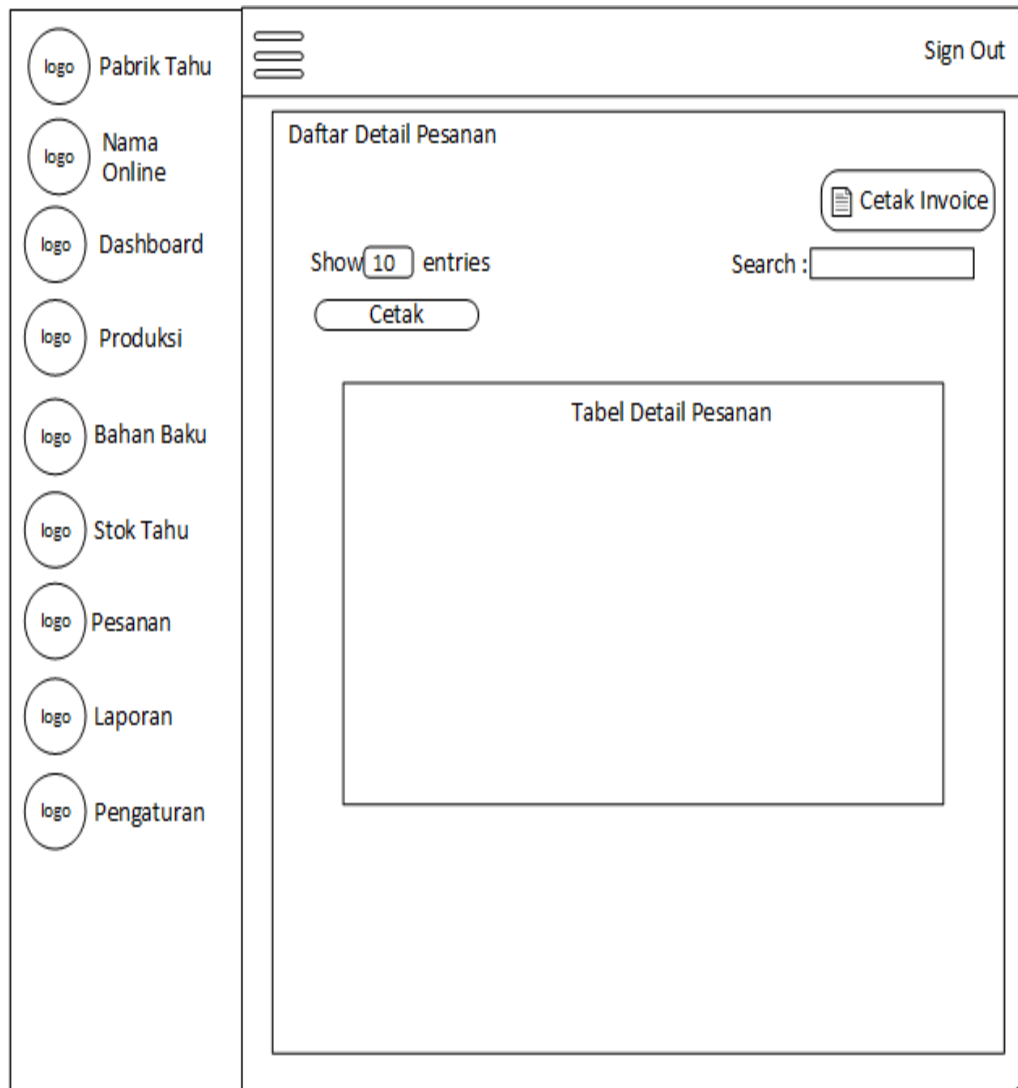 logo Pabrik Tahu
logo Nama
Online
logo Dashboard
logo Produksi
logo Bahan Baku
logo Stok Tahu
logo Pesanan
logo Laporan
logo Pengaturan
Sign Out
Daftar Detail Pesanan
Cetak Invoice
Show 10 entries
Search :
Cetak
Tabel Detail Pesanan